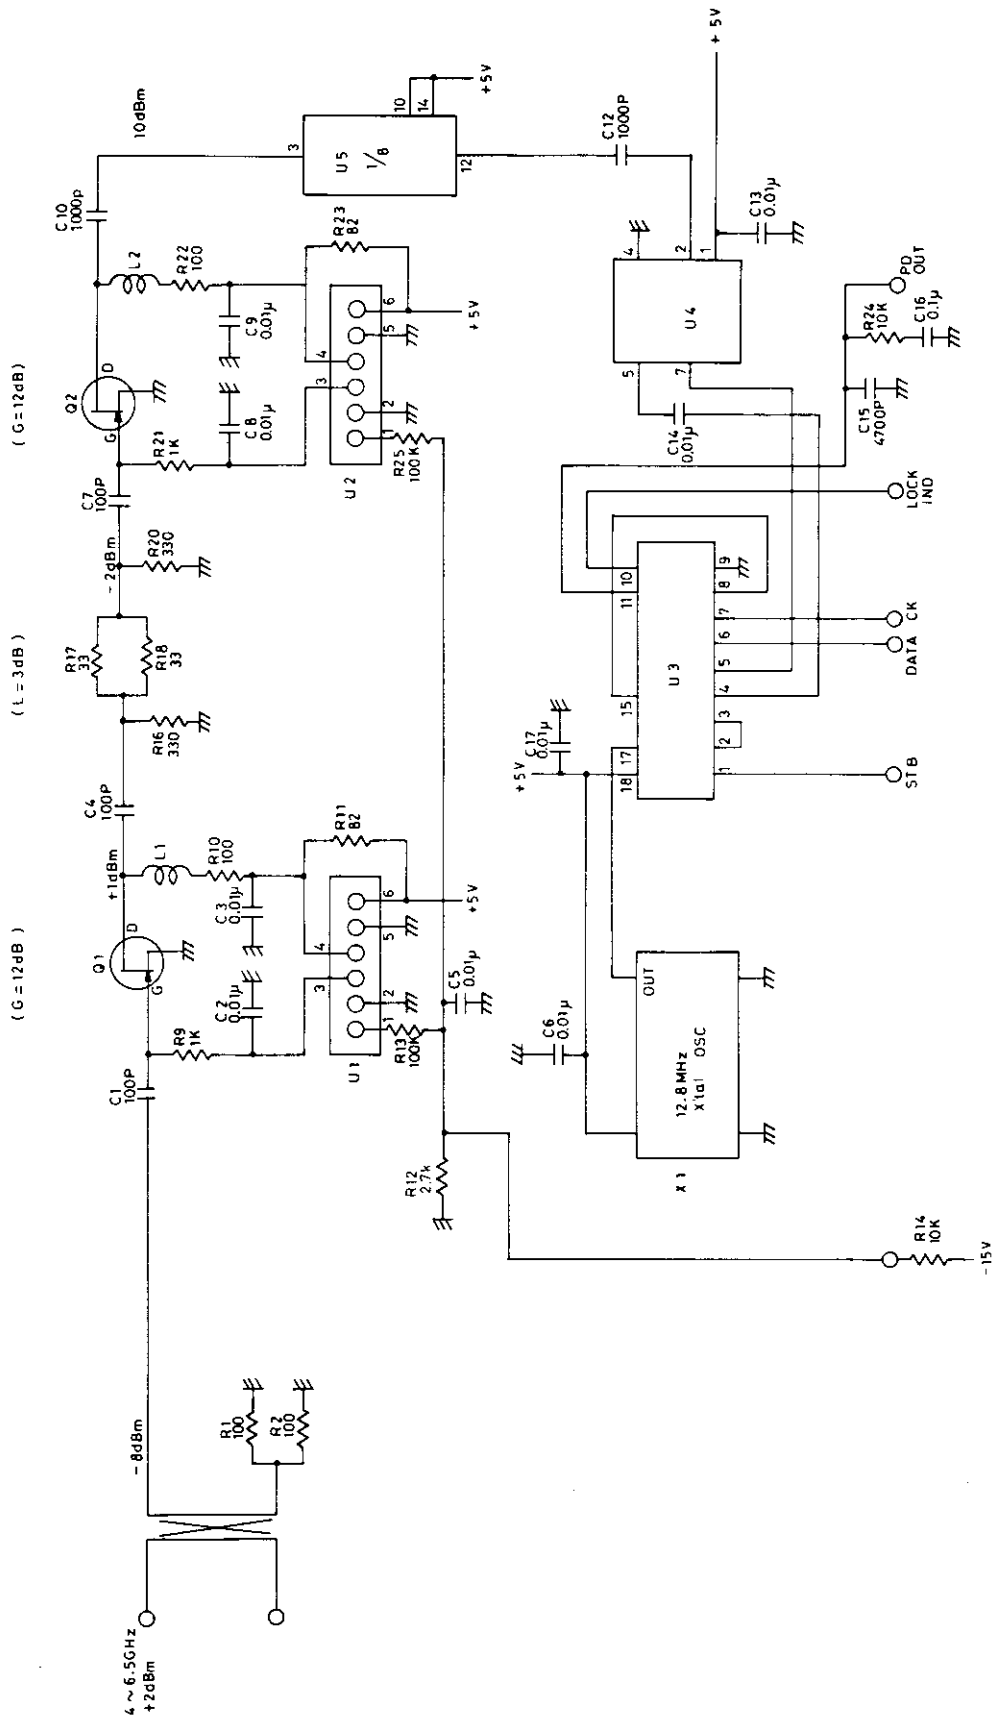 4 ~ 6.5GHz
+2dBm
-8dBm
R1
100
R2
100
(G=12dB)
C1
100P
Q1
G
D
R9
1K
C2
0.01μ
C3
0.01μ
+1dBm
L1
R10
100
R11
82
U1
1
2
3
4
5
6
+5V
R13
100K
C5
0.01μ
R12
2.7k
R14
10K
-15V
C4
100P
(L=3dB)
R16
330
R17
33
R18
33
-2dBm
R20
330
C7
100P
(G=12dB)
Q2
G
D
R21
1K
C8
0.01μ
C9
0.01μ
L2
R22
100
R23
82
U2
1
2
3
4
5
6
+5V
R25
100K
C10
1000p
10dBm
3
U5
1/8
10
14
+5V
12
C12
1000P
X1
12.8MHz
X'tal OSC
OUT
C6
0.01μ
+5V
C17
0.01μ
18
17
15
11
10
U3
1
2
3
4
5
6
7
8
9
STB
DATA
CK
LOCK
IND
C14
0.01μ
5
7
U4
4
2
1
+5V
C13
0.01μ
C15
4700P
R24
10K
C16
0.1μ
PD
OUT